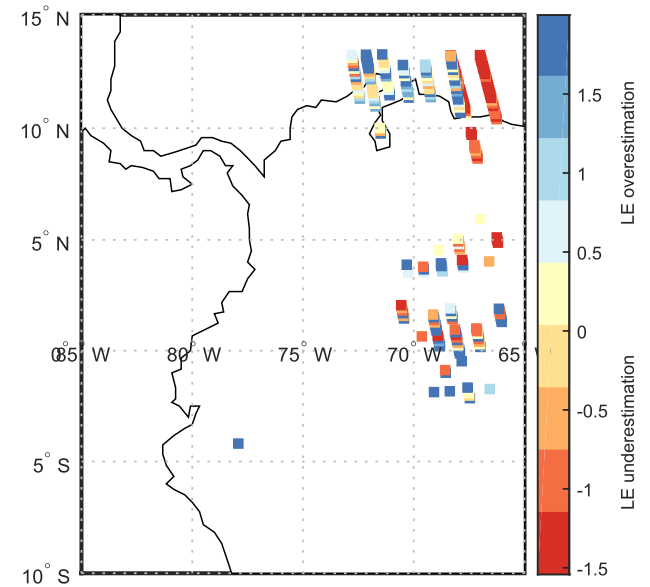 15° N
10° N
5° N
0° 85° W 80° W 75° W 70° W 65° W
5° S
10° S
1.5
1
0.5
0
-0.5
-1
-1.5
LE overestimation
LE underestimation